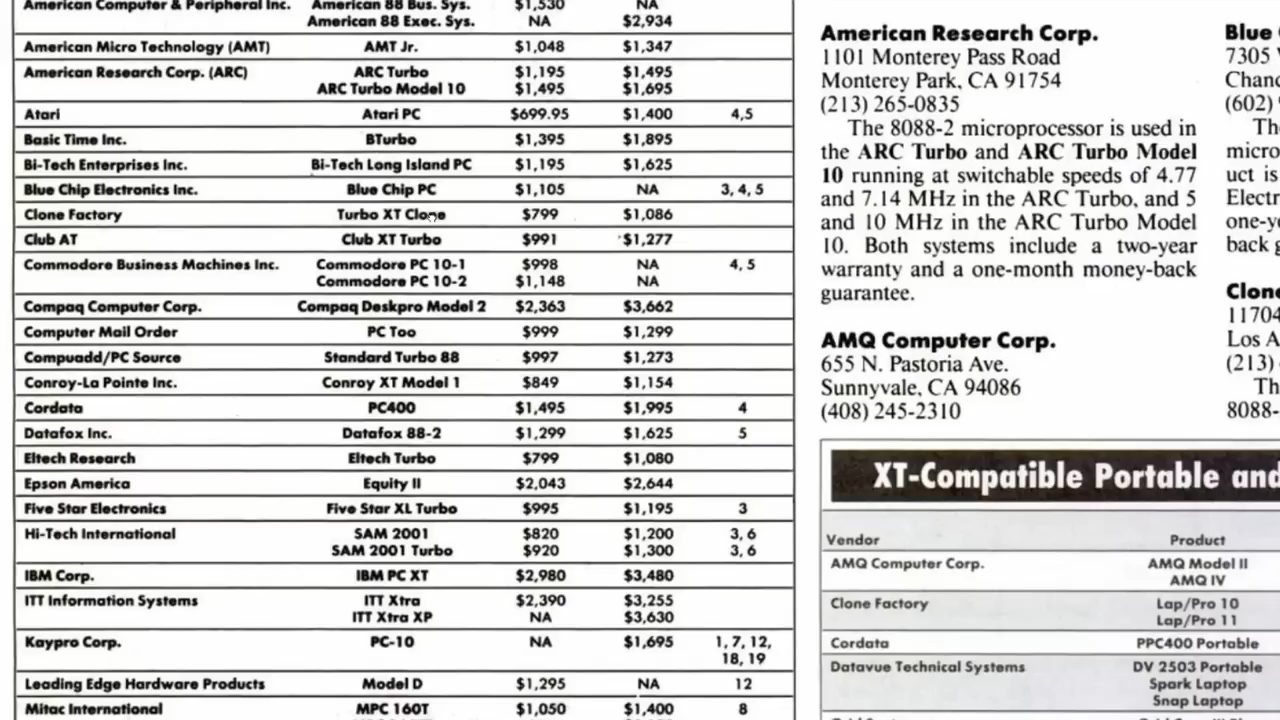 American Computer & Peripheral Inc. American 88 Bus. Sys. $1,530 NA
American 88 Exec. Sys. NA $2,934
American Micro Technology (AMT) AMT Jr. $1,048 $1,347
American Research Corp. (ARC) ARC Turbo $1,195 $1,495
ARC Turbo Model 10 $1,495 $1,695
Atari Atari PC $699.95 $1,400 4,5
Basic Time Inc. BTurbo $1,395 $1,895
Bi-Tech Enterprises Inc. Bi-Tech Long Island PC $1,195 $1,625
Blue Chip Electronics Inc. Blue Chip PC $1,105 NA 3, 4, 5
Clone Factory Turbo XT Clone $799 $1,086
Club AT Club XT Turbo $991 $1,277
Commodore Business Machines Inc. Commodore PC 10-1 $998 NA 4, 5
Commodore PC 10-2 $1,148 NA
Compaq Computer Corp. Compaq Deskpro Model 2 $2,363 $3,662
Computer Mail Order PC Too $999 $1,299
Compuadd/PC Source Standard Turbo 88 $997 $1,273
Conroy-La Pointe Inc. Conroy XT Model 1 $849 $1,154
Cordata PC400 $1,495 $1,995 4
Datafox Inc. Datafox 88-2 $1,299 $1,625 5
Eltech Research Eltech Turbo $799 $1,080
Epson America Equity II $2,043 $2,644
Five Star Electronics Five Star XL Turbo $995 $1,195 3
Hi-Tech International SAM 2001 $820 $1,200 3, 6
SAM 2001 Turbo $920 $1,300 3, 6
IBM Corp. IBM PC XT $2,980 $3,480
ITT Information Systems ITT Xtra $2,390 $3,255
ITT Xtra XP NA $3,630
Kaypro Corp. PC-10 NA $1,695 1, 7, 12,
18, 19
Leading Edge Hardware Products Model D $1,295 NA 12
Mitac International MPC 160T $1,050 $1,400 8
American Research Corp.
1101 Monterey Pass Road
Monterey Park, CA 91754
(213) 265-0835
The 8088-2 microprocessor is used in
the ARC Turbo and ARC Turbo Model
10 running at switchable speeds of 4.77
and 7.14 MHz in the ARC Turbo, and 5
and 10 MHz in the ARC Turbo Model
10. Both systems include a two-year
warranty and a one-month money-back
guarantee.
AMQ Computer Corp.
655 N. Pastoria Ave.
Sunnyvale, CA 94086
(408) 245-2310
Blue
7305
Chan
(602)
Th
micro
uct is
Electr
one-ye
back g
Clone
11704
Los A
(213)
Th
8088-
XT-Compatible Portable and
Vendor Product
AMQ Computer Corp. AMQ Model II
AMQ IV
Clone Factory Lap/Pro 10
Lap/Pro 11
Cordata PPC400 Portable
Datavue Technical Systems DV 2503 Portable
Spark Laptop
Snap Laptop